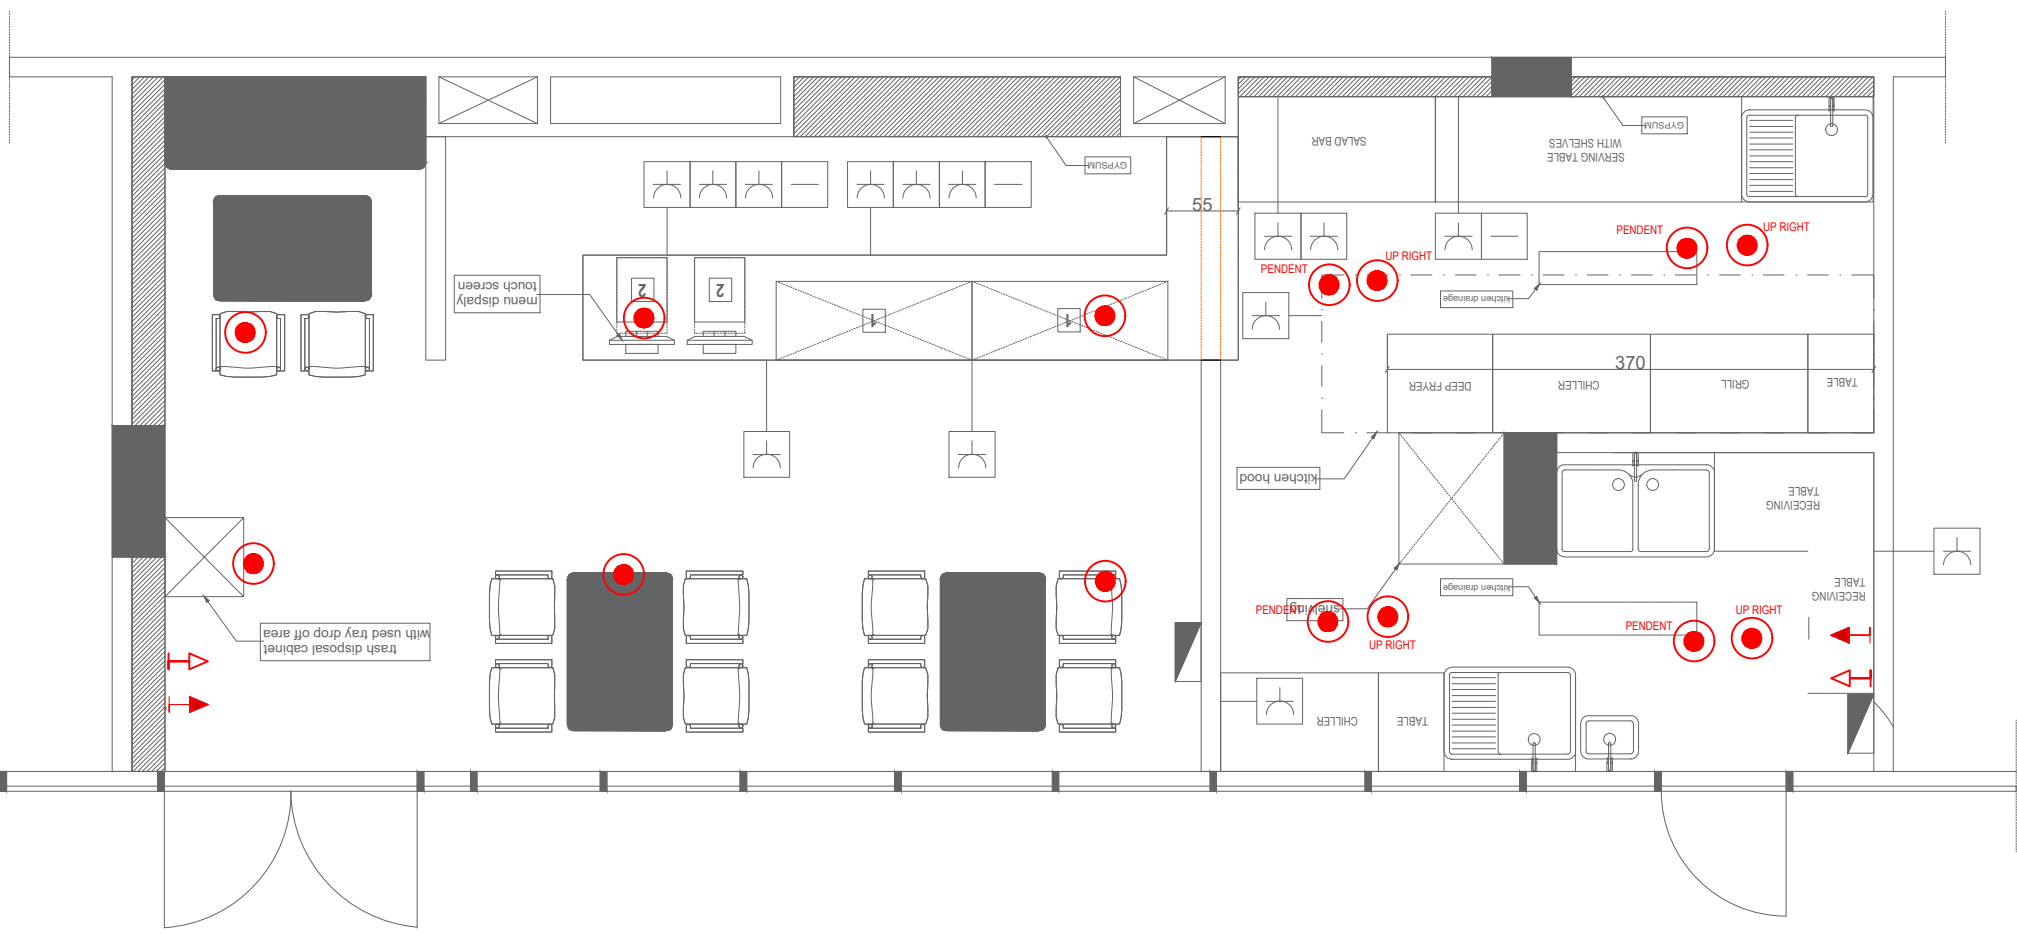 GYPSUM
SALAD BAR
SERVING TABLE
WITH SHELVES
GYPSUM
55
PENDENT
UP RIGHT
PENDENT
UP RIGHT
menu dispaly
touch screen
2
2
1
1
kitchen drainage
370
DEEP FRYER
CHILLER
GRILL
TABLE
kitchen hood
RECEIVING
TABLE
RECEIVING
TABLE
kitchen drainage
PENDENT
shelving
UP RIGHT
PENDENT
UP RIGHT
trash disposal cabinet
with used tray drop off area
CHILLER
TABLE